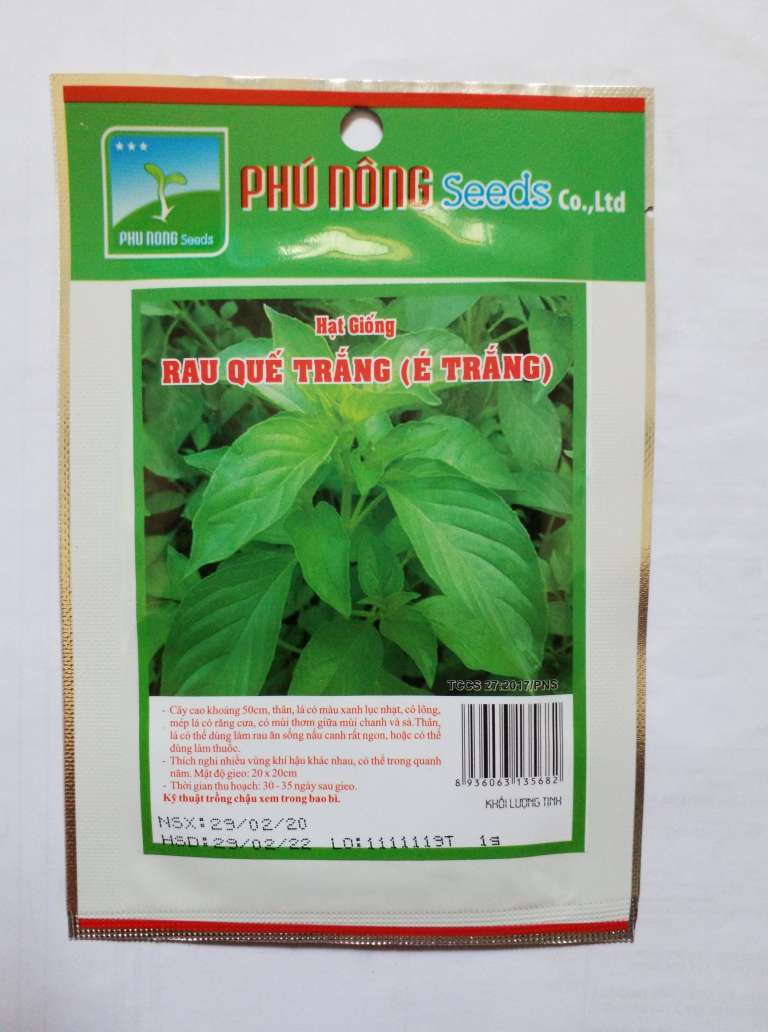 PHÚ NÔNG Seeds Co.,Ltd
PHU NONG Seeds
Hạt Giống
RAU QUẾ TRẮNG (É TRẮNG)
TCCS 27:2017/PNS
- Cây cao khoảng 50cm, thân, lá có màu xanh lục nhạt, có lông,
mép lá có răng cưa, có mùi thơm giữa mùi chanh và sả.Thân,
lá có thể dùng làm rau ăn sống nấu canh rất ngon, hoặc có thể
dùng làm thuốc.
- Thích nghi nhiều vùng khí hậu khác nhau, có thể trong quanh
năm. Mật độ gieo: 20 x 20cm
- Thời gian thu hoạch: 30 - 35 ngày sau gieo.
Kỹ thuật trồng chậu xem trong bao bì.
8 936063 135682
KHỐI LƯỢNG TỊNH
NSX:29/02/20
HSD:29/02/22 LO:1111119T 1g